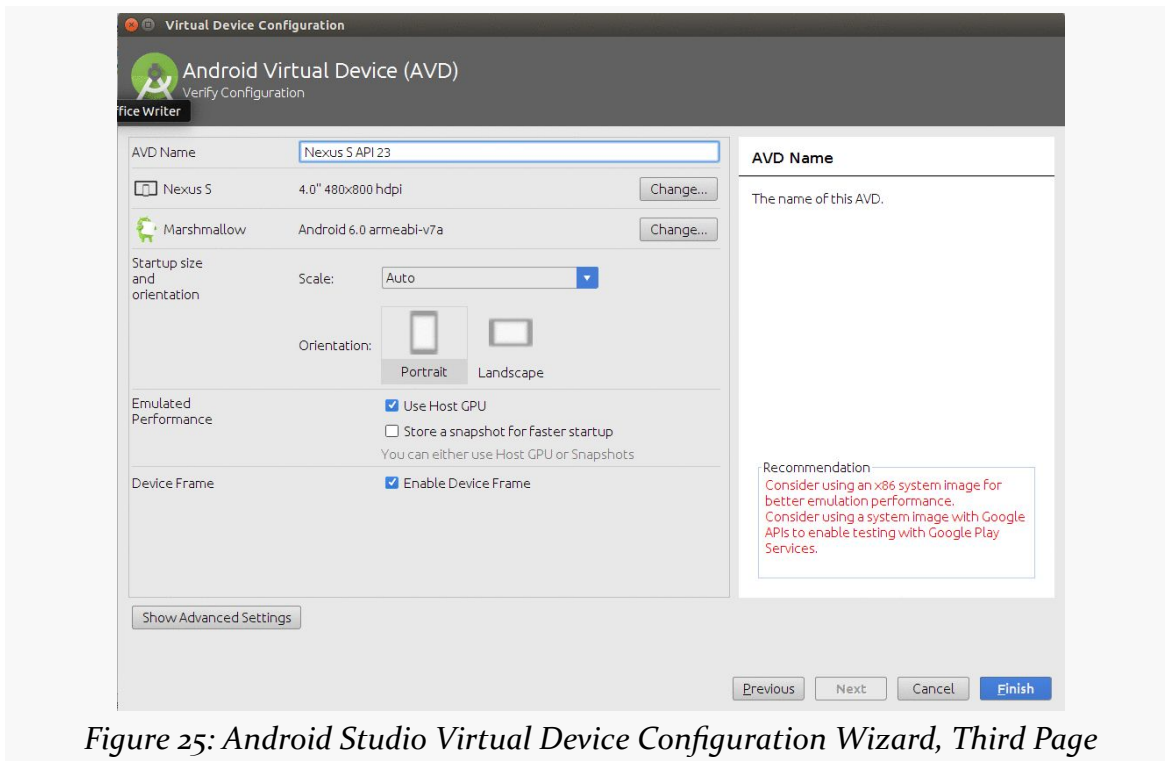 Virtual Device Configuration
Android Virtual Device (AVD)
Verify Configuration
ffice Writer
AVD Name
Nexus S API 23
Nexus S
4.0" 480x800 hdpi
Change...
Marshmallow
Android 6.0 armeabi-v7a
Change...
Startup size
and
orientation
Scale:
Auto
Orientation:
Portrait
Landscape
Emulated
Performance
Use Host GPU
Store a snapshot for faster startup
You can either use Host GPU or Snapshots
Device Frame
Enable Device Frame
AVD Name
The name of this AVD.
Recommendation
Consider using an x86 system image for
better emulation performance.
Consider using a system image with Google
APIs to enable testing with Google Play
Services.
Show Advanced Settings
Previous
Next
Cancel
Finish
Figure 25: Android Studio Virtual Device Configuration Wizard, Third Page